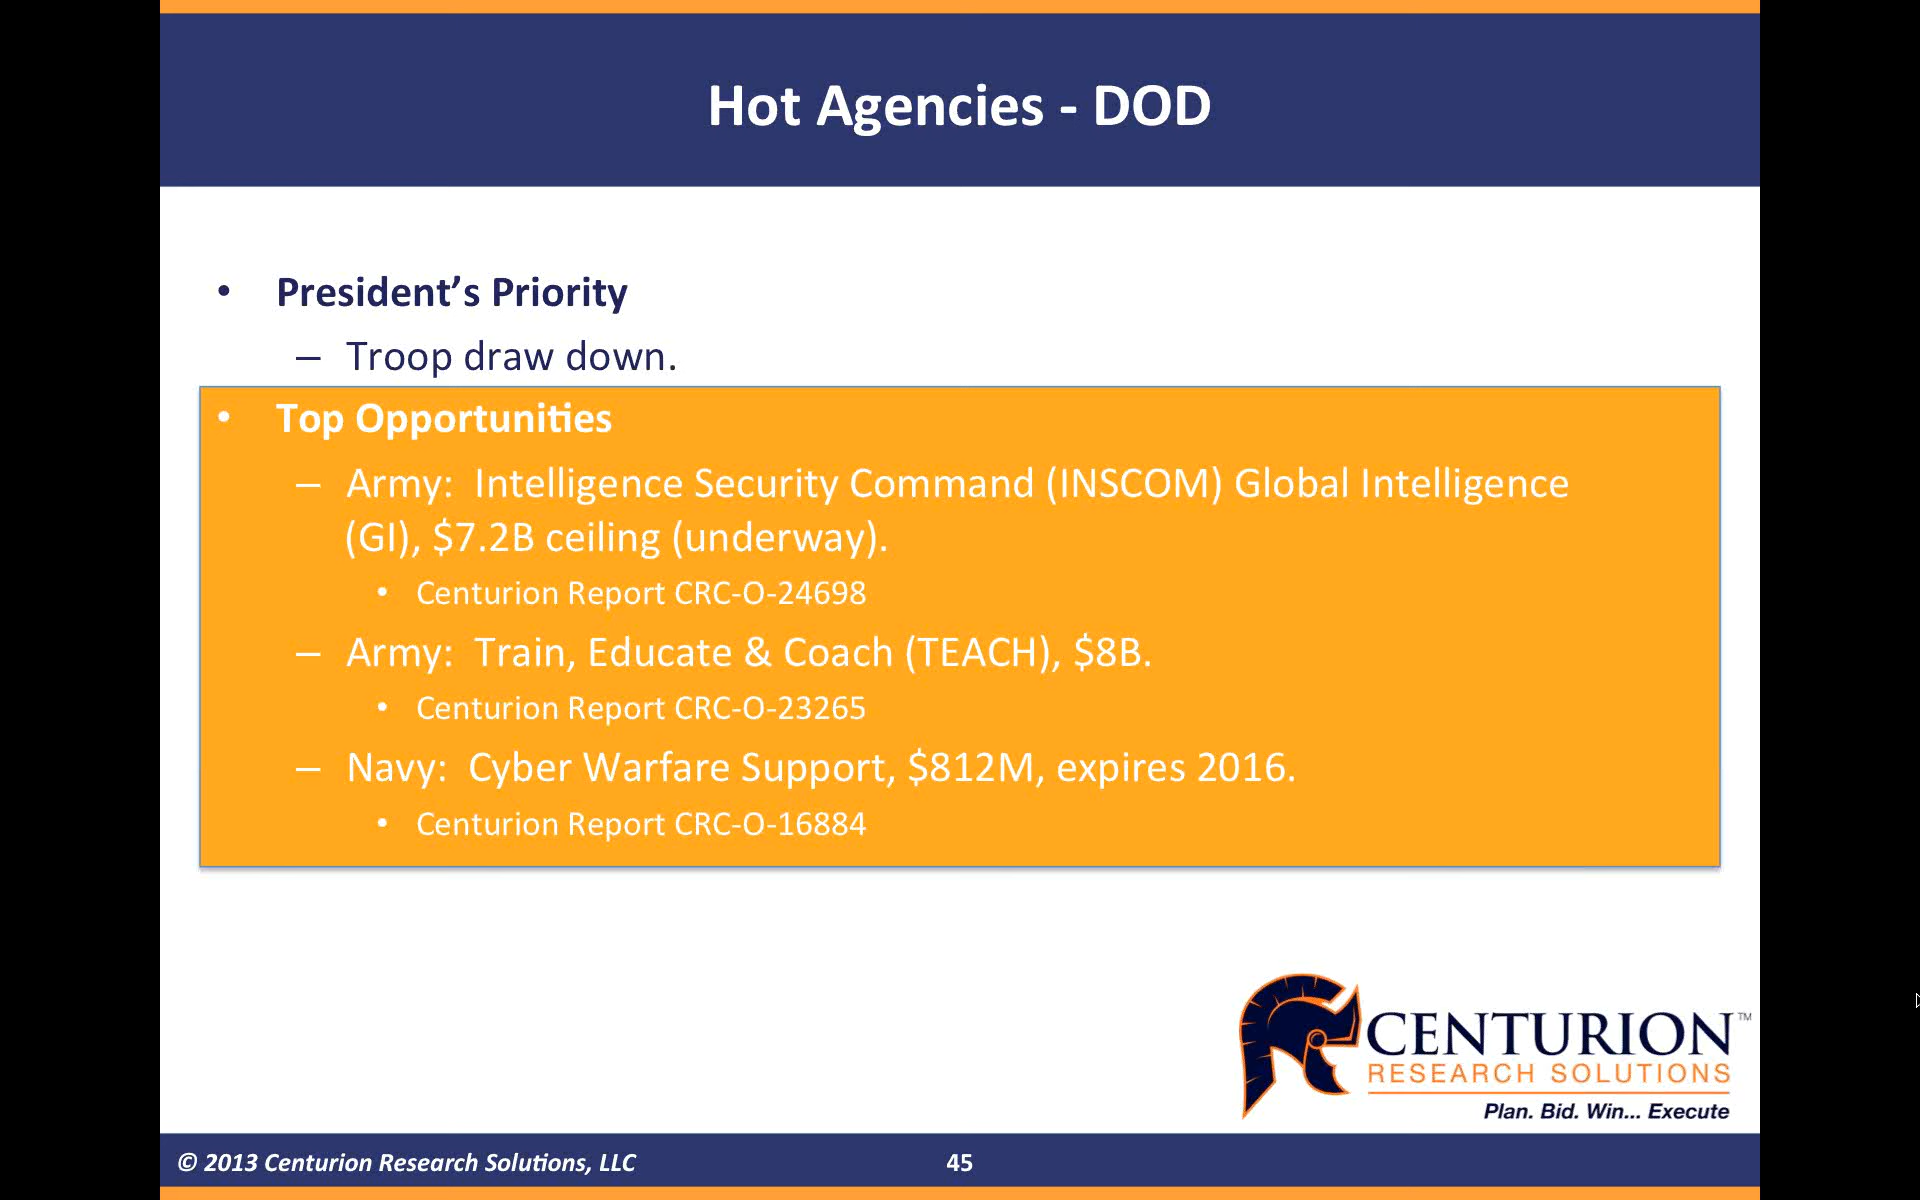 Hot Agencies - DOD
• President’s Priority
– Troop draw down.
• Top Opportunities
– Army: Intelligence Security Command (INSCOM) Global Intelligence
(GI), $7.2B ceiling (underway).
• Centurion Report CRC-O-24698
– Army: Train, Educate & Coach (TEACH), $8B.
• Centurion Report CRC-O-23265
– Navy: Cyber Warfare Support, $812M, expires 2016.
• Centurion Report CRC-O-16884
CENTURION™
RESEARCH SOLUTIONS
Plan. Bid. Win... Execute
© 2013 Centurion Research Solutions, LLC
45